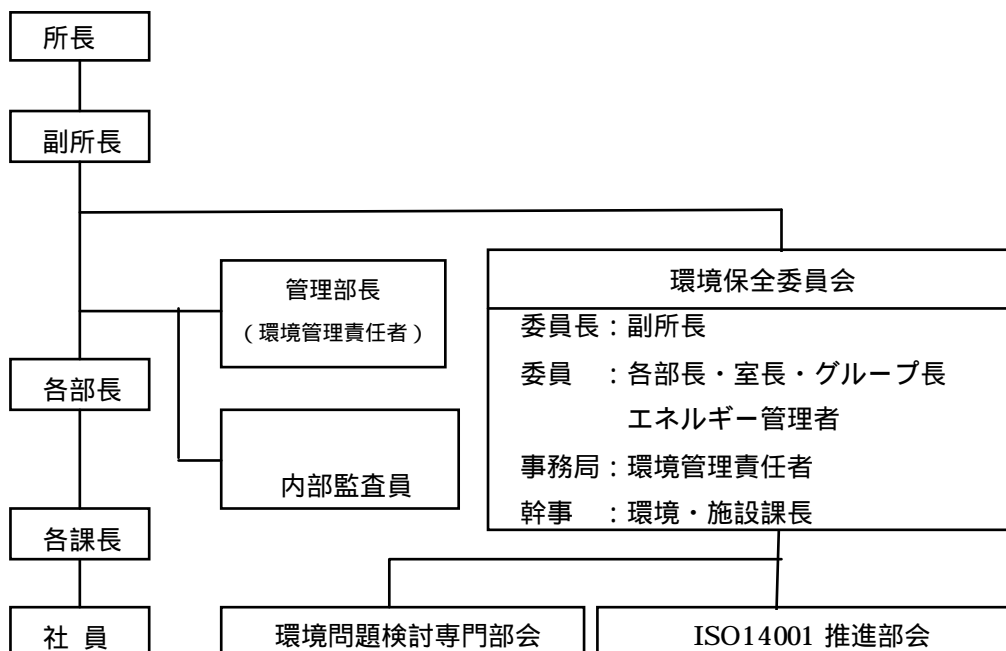 所長
副所長
管理部長
(環境管理責任者)
内部監査員
各部長
各課長
社 員
環境保全委員会
委員長:副所長
委員 :各部長・室長・グループ長
エネルギー管理者
事務局:環境管理責任者
幹事 :環境・施設課長
環境問題検討専門部会
ISO14001 推進部会